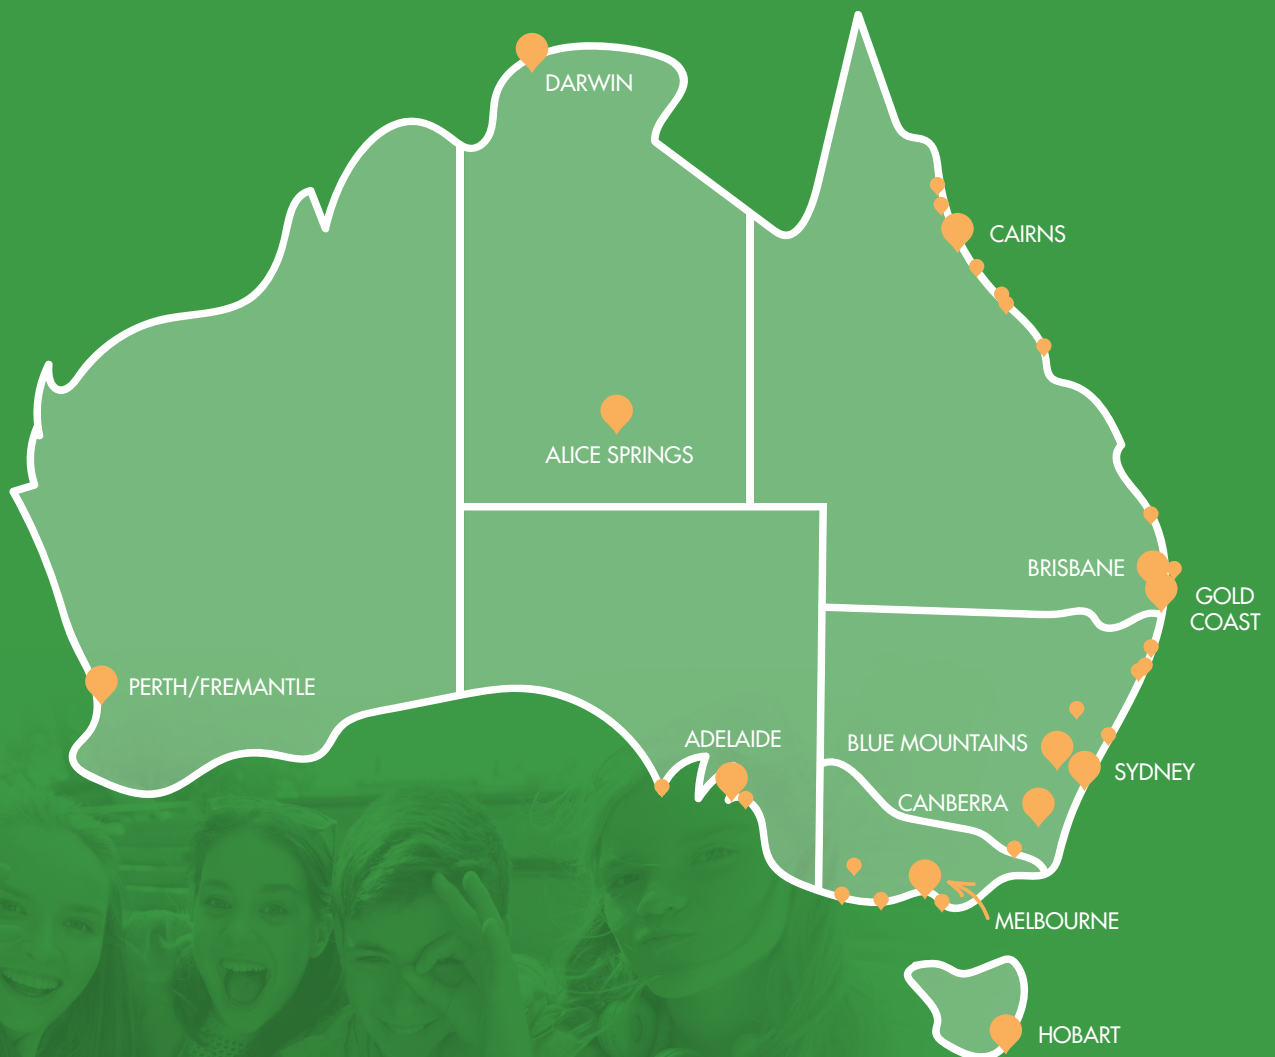 DARWIN
CAIRNS
ALICE SPRINGS
BRISBANE
GOLD
COAST
PERTH/FREMANTLE
ADELAIDE
BLUE MOUNTAINS
SYDNEY
CANBERRA
MELBOURNE
HOBART